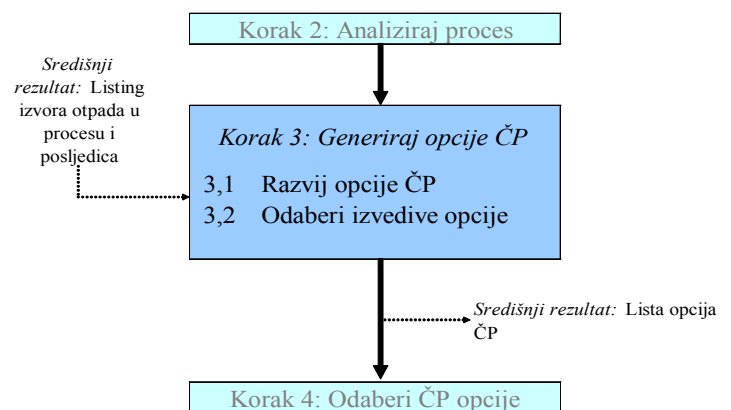 Korak 2: Analiziraj proces
Središnji
rezultat: Listing
izvora otpada u
procesu i
posljedica
Korak 3: Generiraj opcije ČP
3,1 Razvij opcije ČP
3,2 Odaberi izvedive opcije
Središnji rezultat: Lista opcija
ČP
Korak 4: Odaberi ČP opcije